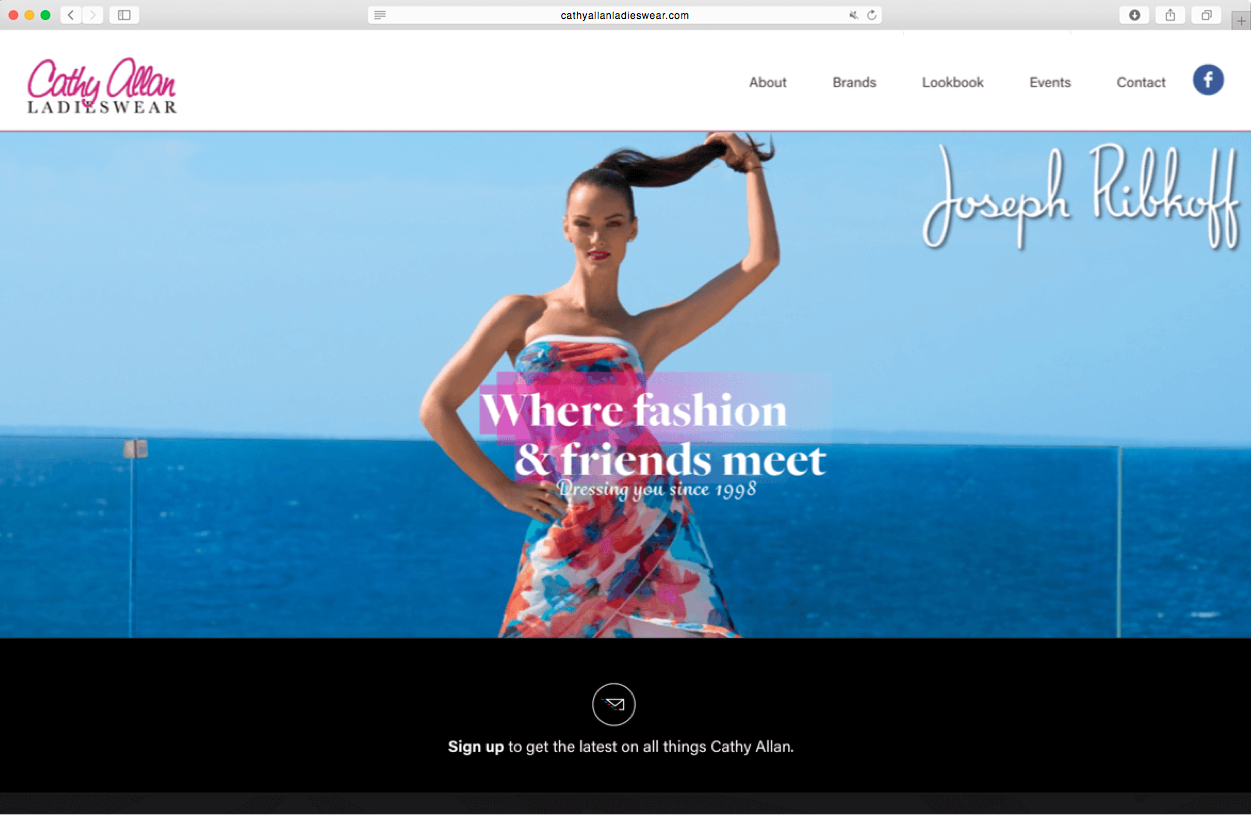 cathyallanladieswear.com
Cathy Allan
LADIESWEAR
About Brands Lookbook Events Contact f
Joseph Ribkoff
Where fashion
& friends meet
Dressing you since 1998
Sign up to get the latest on all things Cathy Allan.